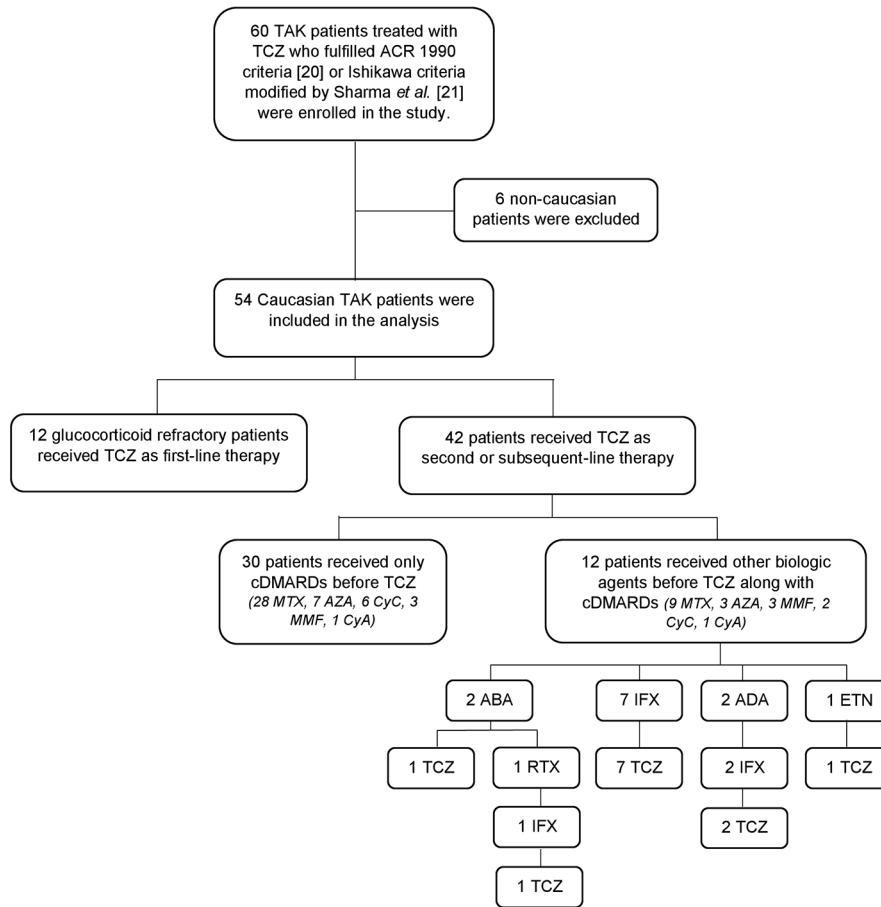 60 TAK patients treated with
TCZ who fulfilled ACR 1990
criteria [20] or Ishikawa criteria
modified by Sharma et al. [21]
were enrolled in the study.
6 non-caucasian
patients were excluded
54 Caucasian TAK patients were
included in the analysis
12 glucocorticoid refractory patients
received TCZ as first-line therapy
42 patients received TCZ as
second or subsequent-line therapy
30 patients received only
cDMARDs before TCZ
(28 MTX, 7 AZA, 6 CyC, 3
MMF, 1 CyA)
12 patients received other biologic
agents before TCZ along with
cDMARDs (9 MTX, 3 AZA, 3 MMF, 2
CyC, 1 CyA)
2 ABA
7 IFX
2 ADA
1 ETN
1 TCZ
1 RTX
7 TCZ
2 IFX
1 TCZ
1 IFX
2 TCZ
1 TCZ